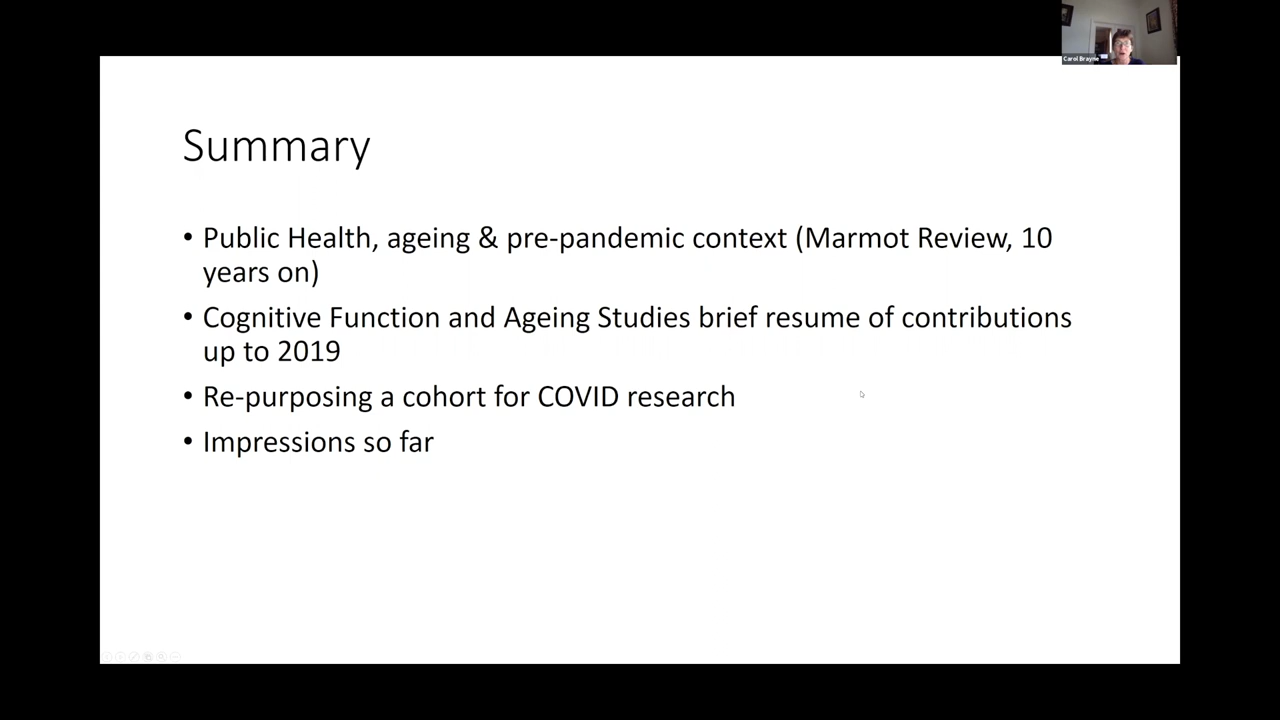 Carol Brayne
Summary
• Public Health, ageing & pre-pandemic context (Marmot Review, 10
years on)
• Cognitive Function and Ageing Studies brief resume of contributions
up to 2019
• Re-purposing a cohort for COVID research
• Impressions so far